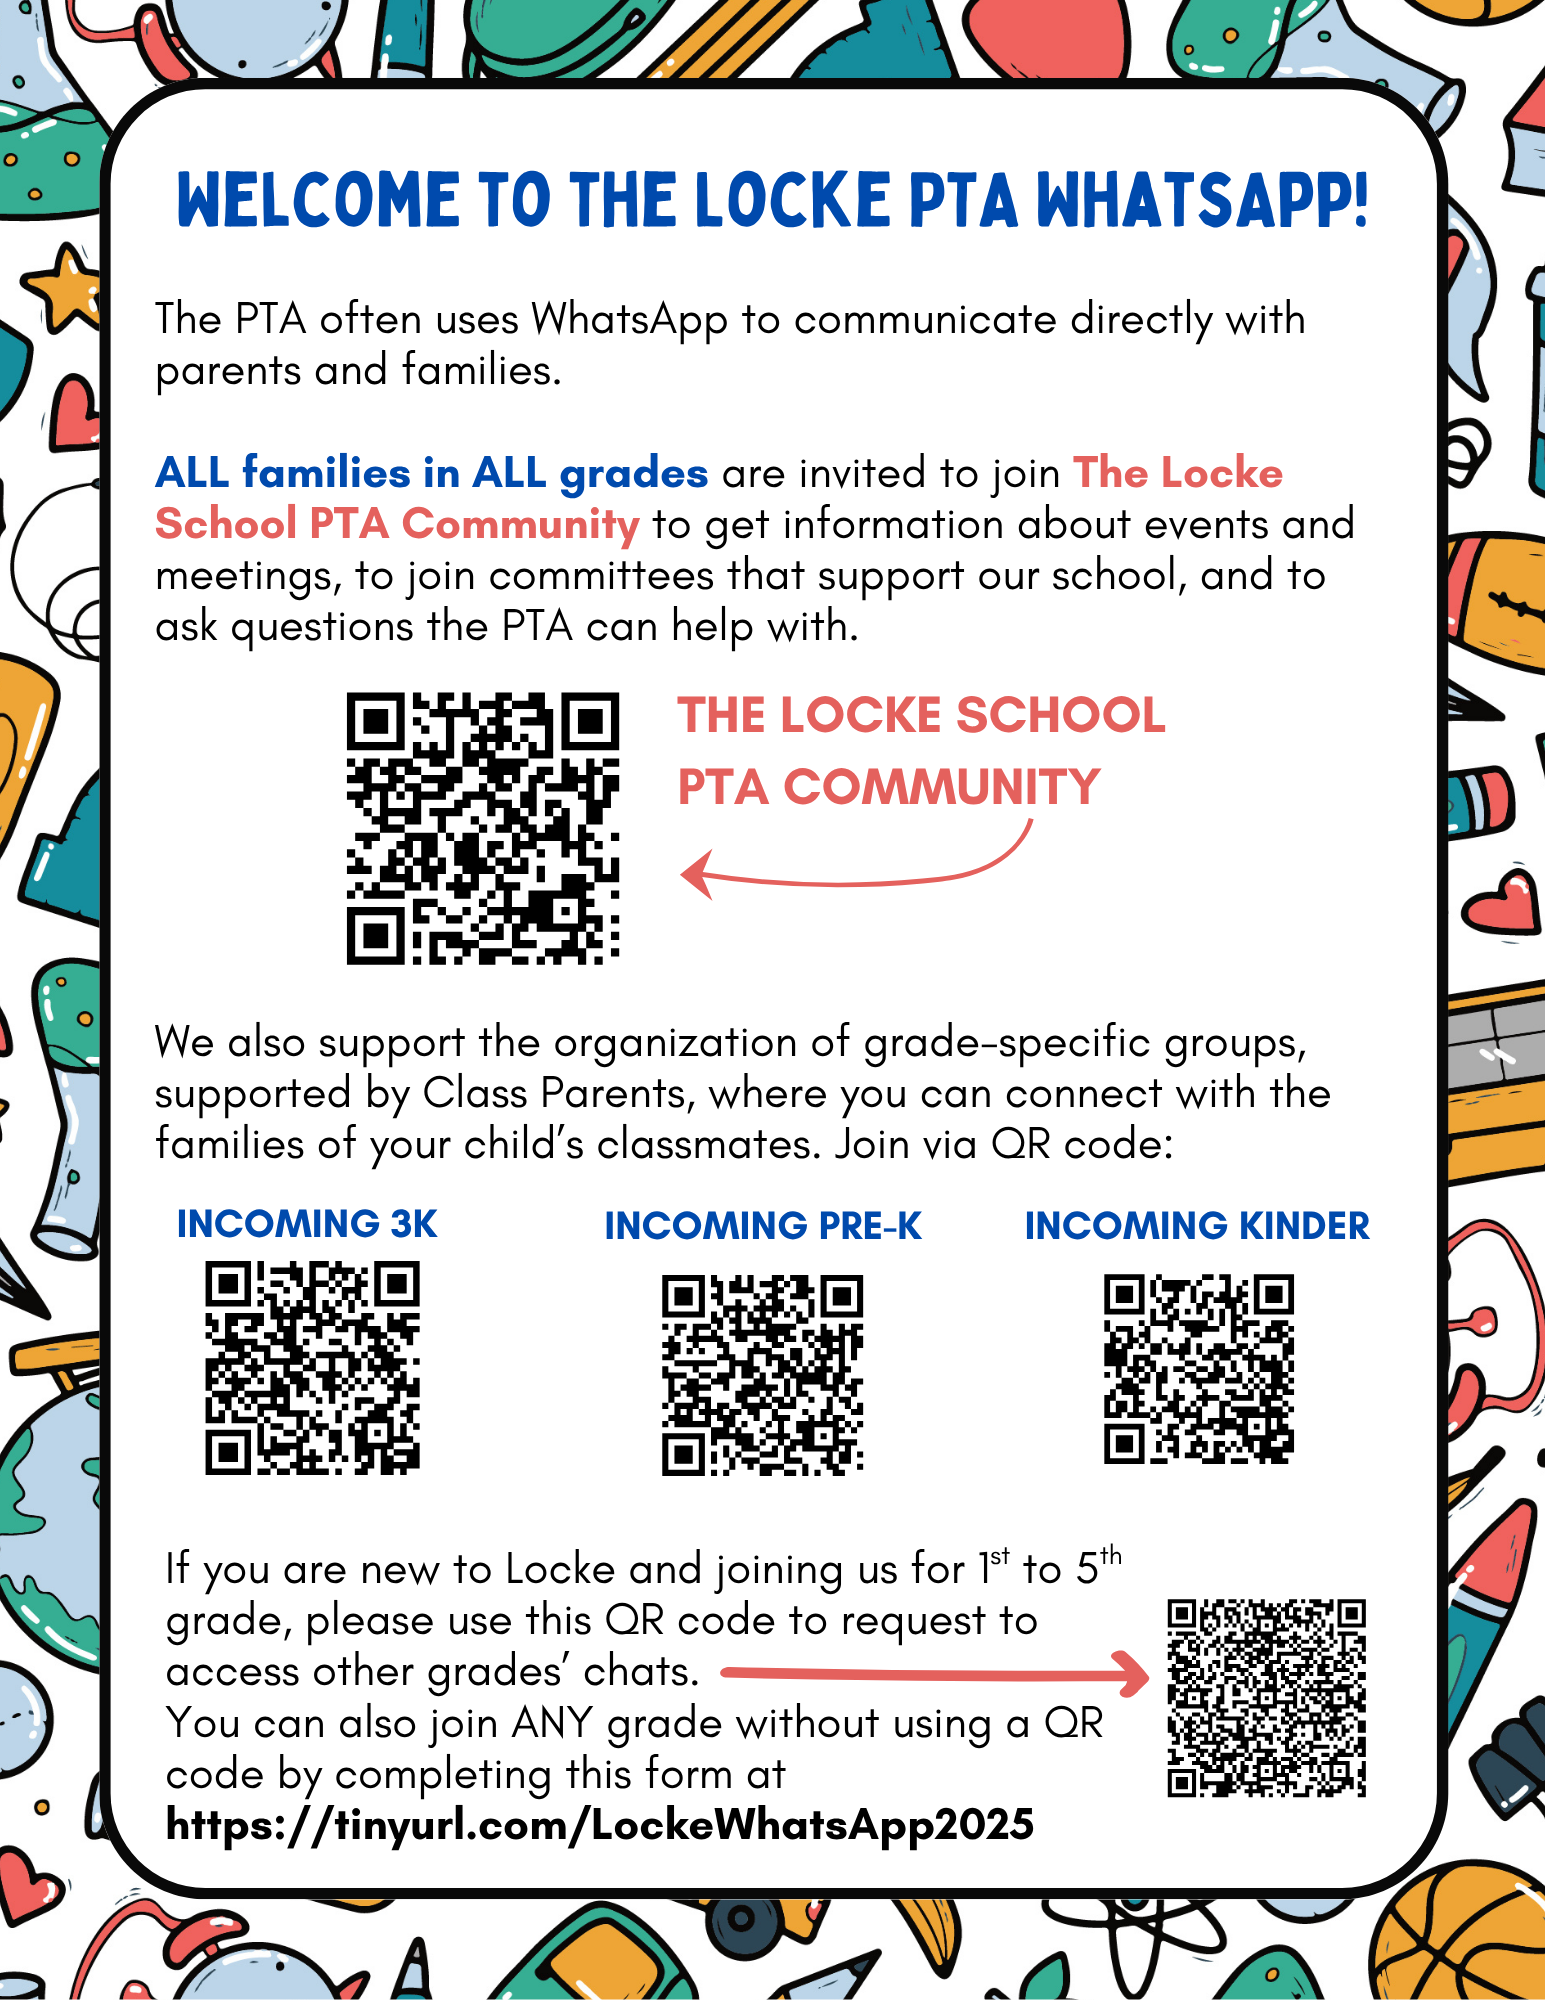 WELCOME TO THE LOCKE PTA WHATSAPP!
The PTA often uses WhatsApp to communicate directly with
parents and families.
ALL families in ALL grades are invited to join The Locke
School PTA Community to get information about events and
meetings, to join committees that support our school, and to
ask questions the PTA can help with.
THE LOCKE SCHOOL
PTA COMMUNITY
We also support the organization of grade-specific groups,
supported by Class Parents, where you can connect with the
families of your child’s classmates. Join via QR code:
INCOMING 3K
INCOMING PRE-K
INCOMING KINDER
If you are new to Locke and joining us for 1st to 5th
grade, please use this QR code to request to
access other grades’ chats.
You can also join ANY grade without using a QR
code by completing this form at
https://tinyurl.com/LockeWhatsApp2025